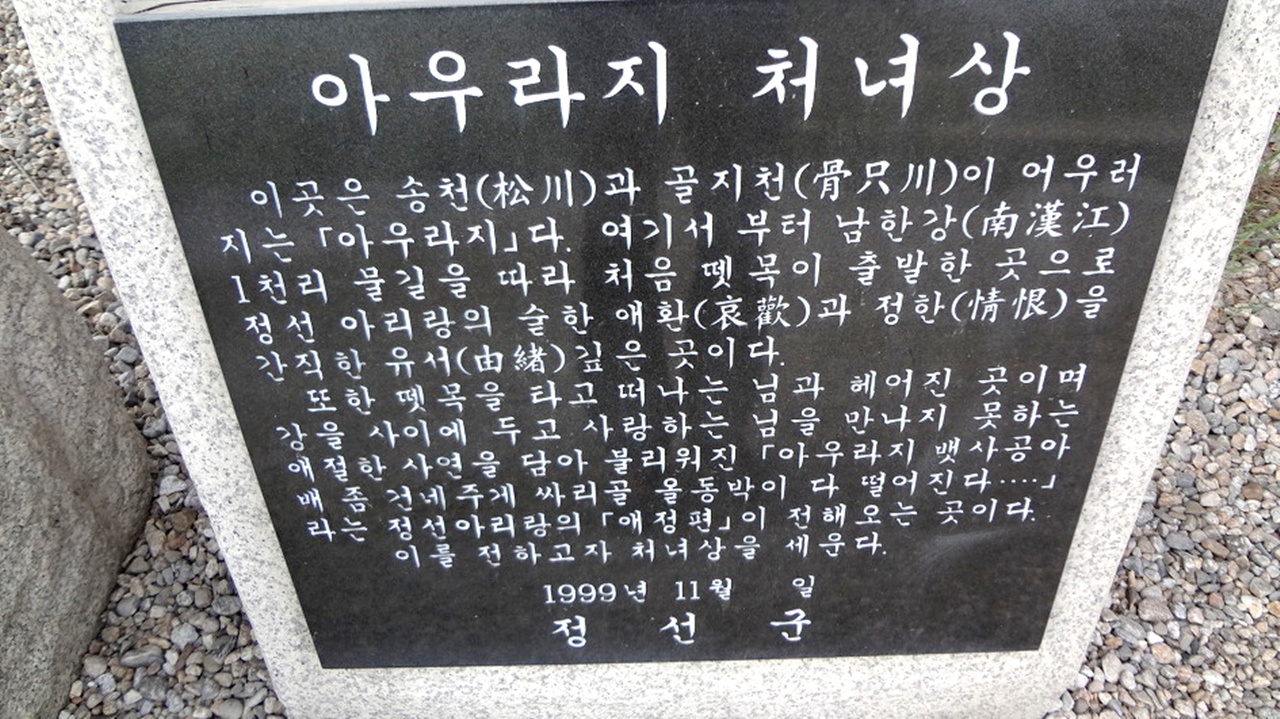 아우라지 처녀상
이곳은 송천(松川)과 골지천(骨只川)이 어우러
지는 「아우라지」다. 여기서 부터 남한강(南漢江)
1천리 물길을 따라 처음 뗏목이 출발한 곳으로
정선 아리랑의 숱한 애환(哀歡)과 정한(情恨)을
간직한 유서(由緖)깊은 곳이다.
또한 뗏목을 타고 떠나는 님과 헤어진 곳이며
강을 사이에 두고 사랑하는 님을 만나지 못하는
애절한 사연을 담아 불리워진 「아우라지 뱃사공아
배 좀 건네주게 싸리골 올동박이 다 떨어진다····」
라는 정선아리랑의 「애정편」이 전해오는 곳이다.
이를 전하고자 처녀상을 세운다.
1999년 11월 일
정 선 군